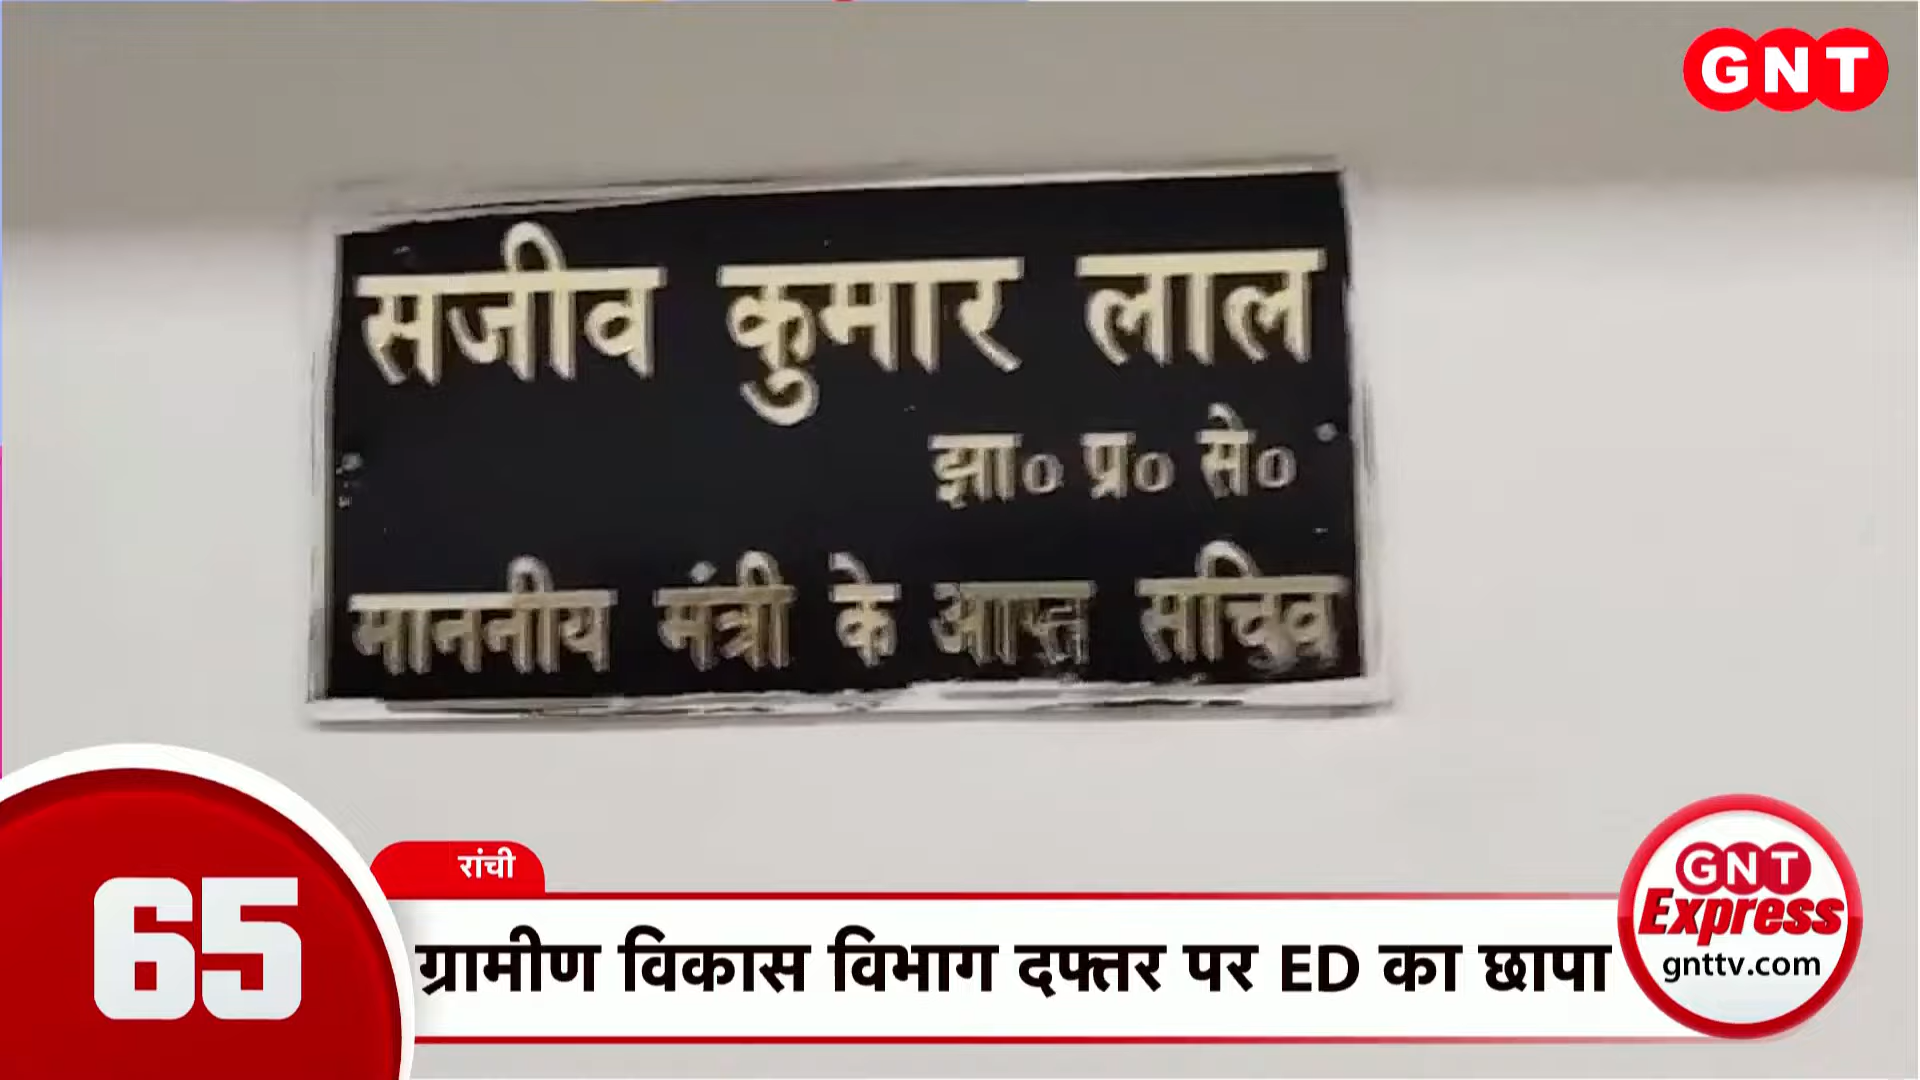 GNT
सजीव कुमार लाल
झा० प्र० से०
माननीय मंत्री के आप्त सचिव
65
रांची
ग्रामीण विकास विभाग दफ्तर पर ED का छापा
GNT
Express
gnttv.com